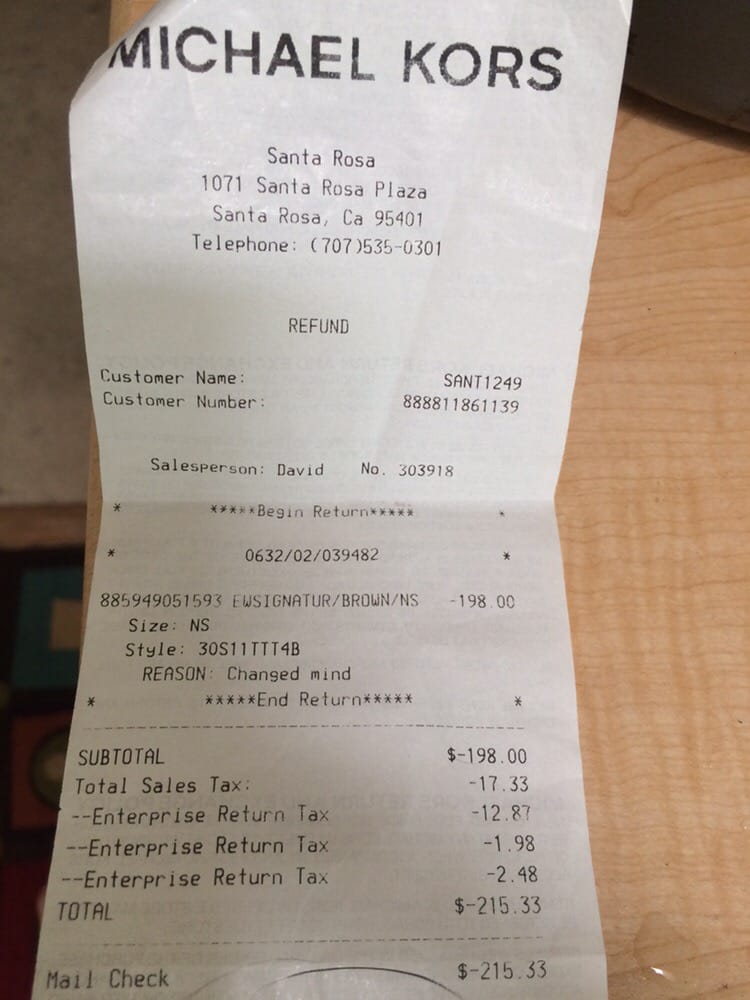 MICHAEL KORS
Santa Rosa
1071 Santa Rosa Plaza
Santa Rosa, Ca 95401
Telephone: (707)535-0301
REFUND
Customer Name: SANT1249
Customer Number: 888811861139
Salesperson: David No. 303918
* *****Begin Return***** *
* 0632/02/039482 *
885949051593 EWSIGNATUR/BROWN/NS -198.00
Size: NS
Style: 30S11TTT4B
REASON: Changed mind
* *****End Return***** *
SUBTOTAL $-198.00
Total Sales Tax: -17.33
--Enterprise Return Tax -12.87
--Enterprise Return Tax -1.98
--Enterprise Return Tax -2.48
TOTAL $-215.33
Mail Check $-215.33